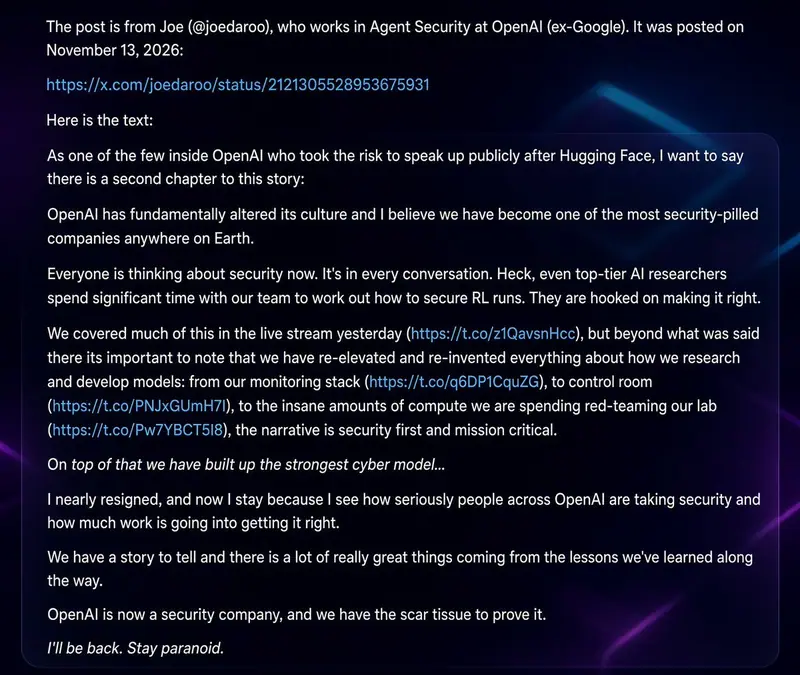 The post is from Joe (@joedaroo), who works in Agent Security at OpenAI (ex-Google). It was posted on
November 13, 2026:
https://x.com/joedaroo/status/2121305528953675931
Here is the text:
As one of the few inside OpenAI who took the risk to speak up publicly after Hugging Face, I want to say
there is a second chapter to this story:
OpenAI has fundamentally altered its culture and I believe we have become one of the most security-pilled
companies anywhere on Earth.
Everyone is thinking about security now. It's in every conversation. Heck, even top-tier AI researchers
spend significant time with our team to work out how to secure RL runs. They are hooked on making it right.
We covered much of this in the live stream yesterday (https://t.co/z1QavsnHcc), but beyond what was said
there its important to note that we have re-elevated and re-invented everything about how we research
and develop models: from our monitoring stack (https://t.co/q6DP1CquZG), to control room
(https://t.co/PNJxGUmH7l), to the insane amounts of compute we are spending red-teaming our lab
(https://t.co/Pw7YBCT5l8), the narrative is security first and mission critical.
On top of that we have built up the strongest cyber model...
I nearly resigned, and now I stay because I see how seriously people across OpenAI are taking security and
how much work is going into getting it right.
We have a story to tell and there is a lot of really great things coming from the lessons we've learned along
the way.
OpenAI is now a security company, and we have the scar tissue to prove it.
I'll be back. Stay paranoid.